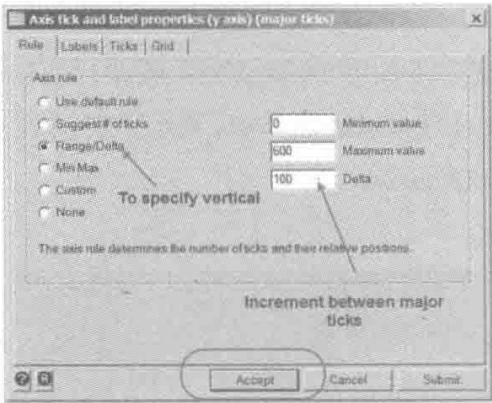 Axis tick and label properties (y axis) (major ticks)
Rule Labels Ticks Grid
Axis rule
Use default rule
Suggest # of ticks
Range/Delta
Min Max
Custom
None
0 Minimum value
600 Maximum value
100 Delta
To specify vertical
The axis rule determines the number of ticks and their relative positions.
Increment between major
ticks
Accept Cancel Submit